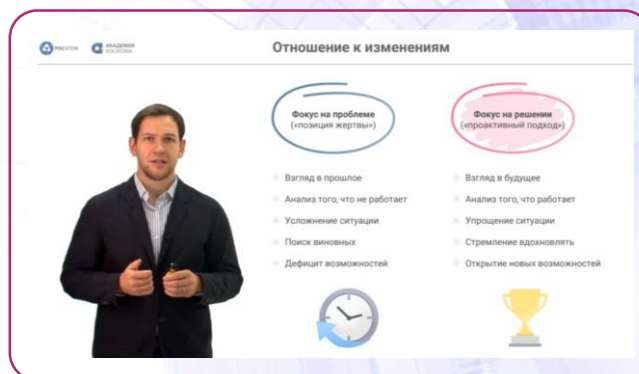 РОСАТОМ
АКАДЕМИЯ
РОСАТОМА
Отношение к изменениям
Фокус на проблеме
(«позиция жертвы»)
Взгляд в прошлое
Анализ того, что не работает
Усложнение ситуации
Поиск виновных
Дефицит возможностей
Фокус на решении
(«проактивный подход»)
Взгляд в будущее
Анализ того, что работает
Упрощение ситуации
Стремление вдохновлять
Открытие новых возможностей